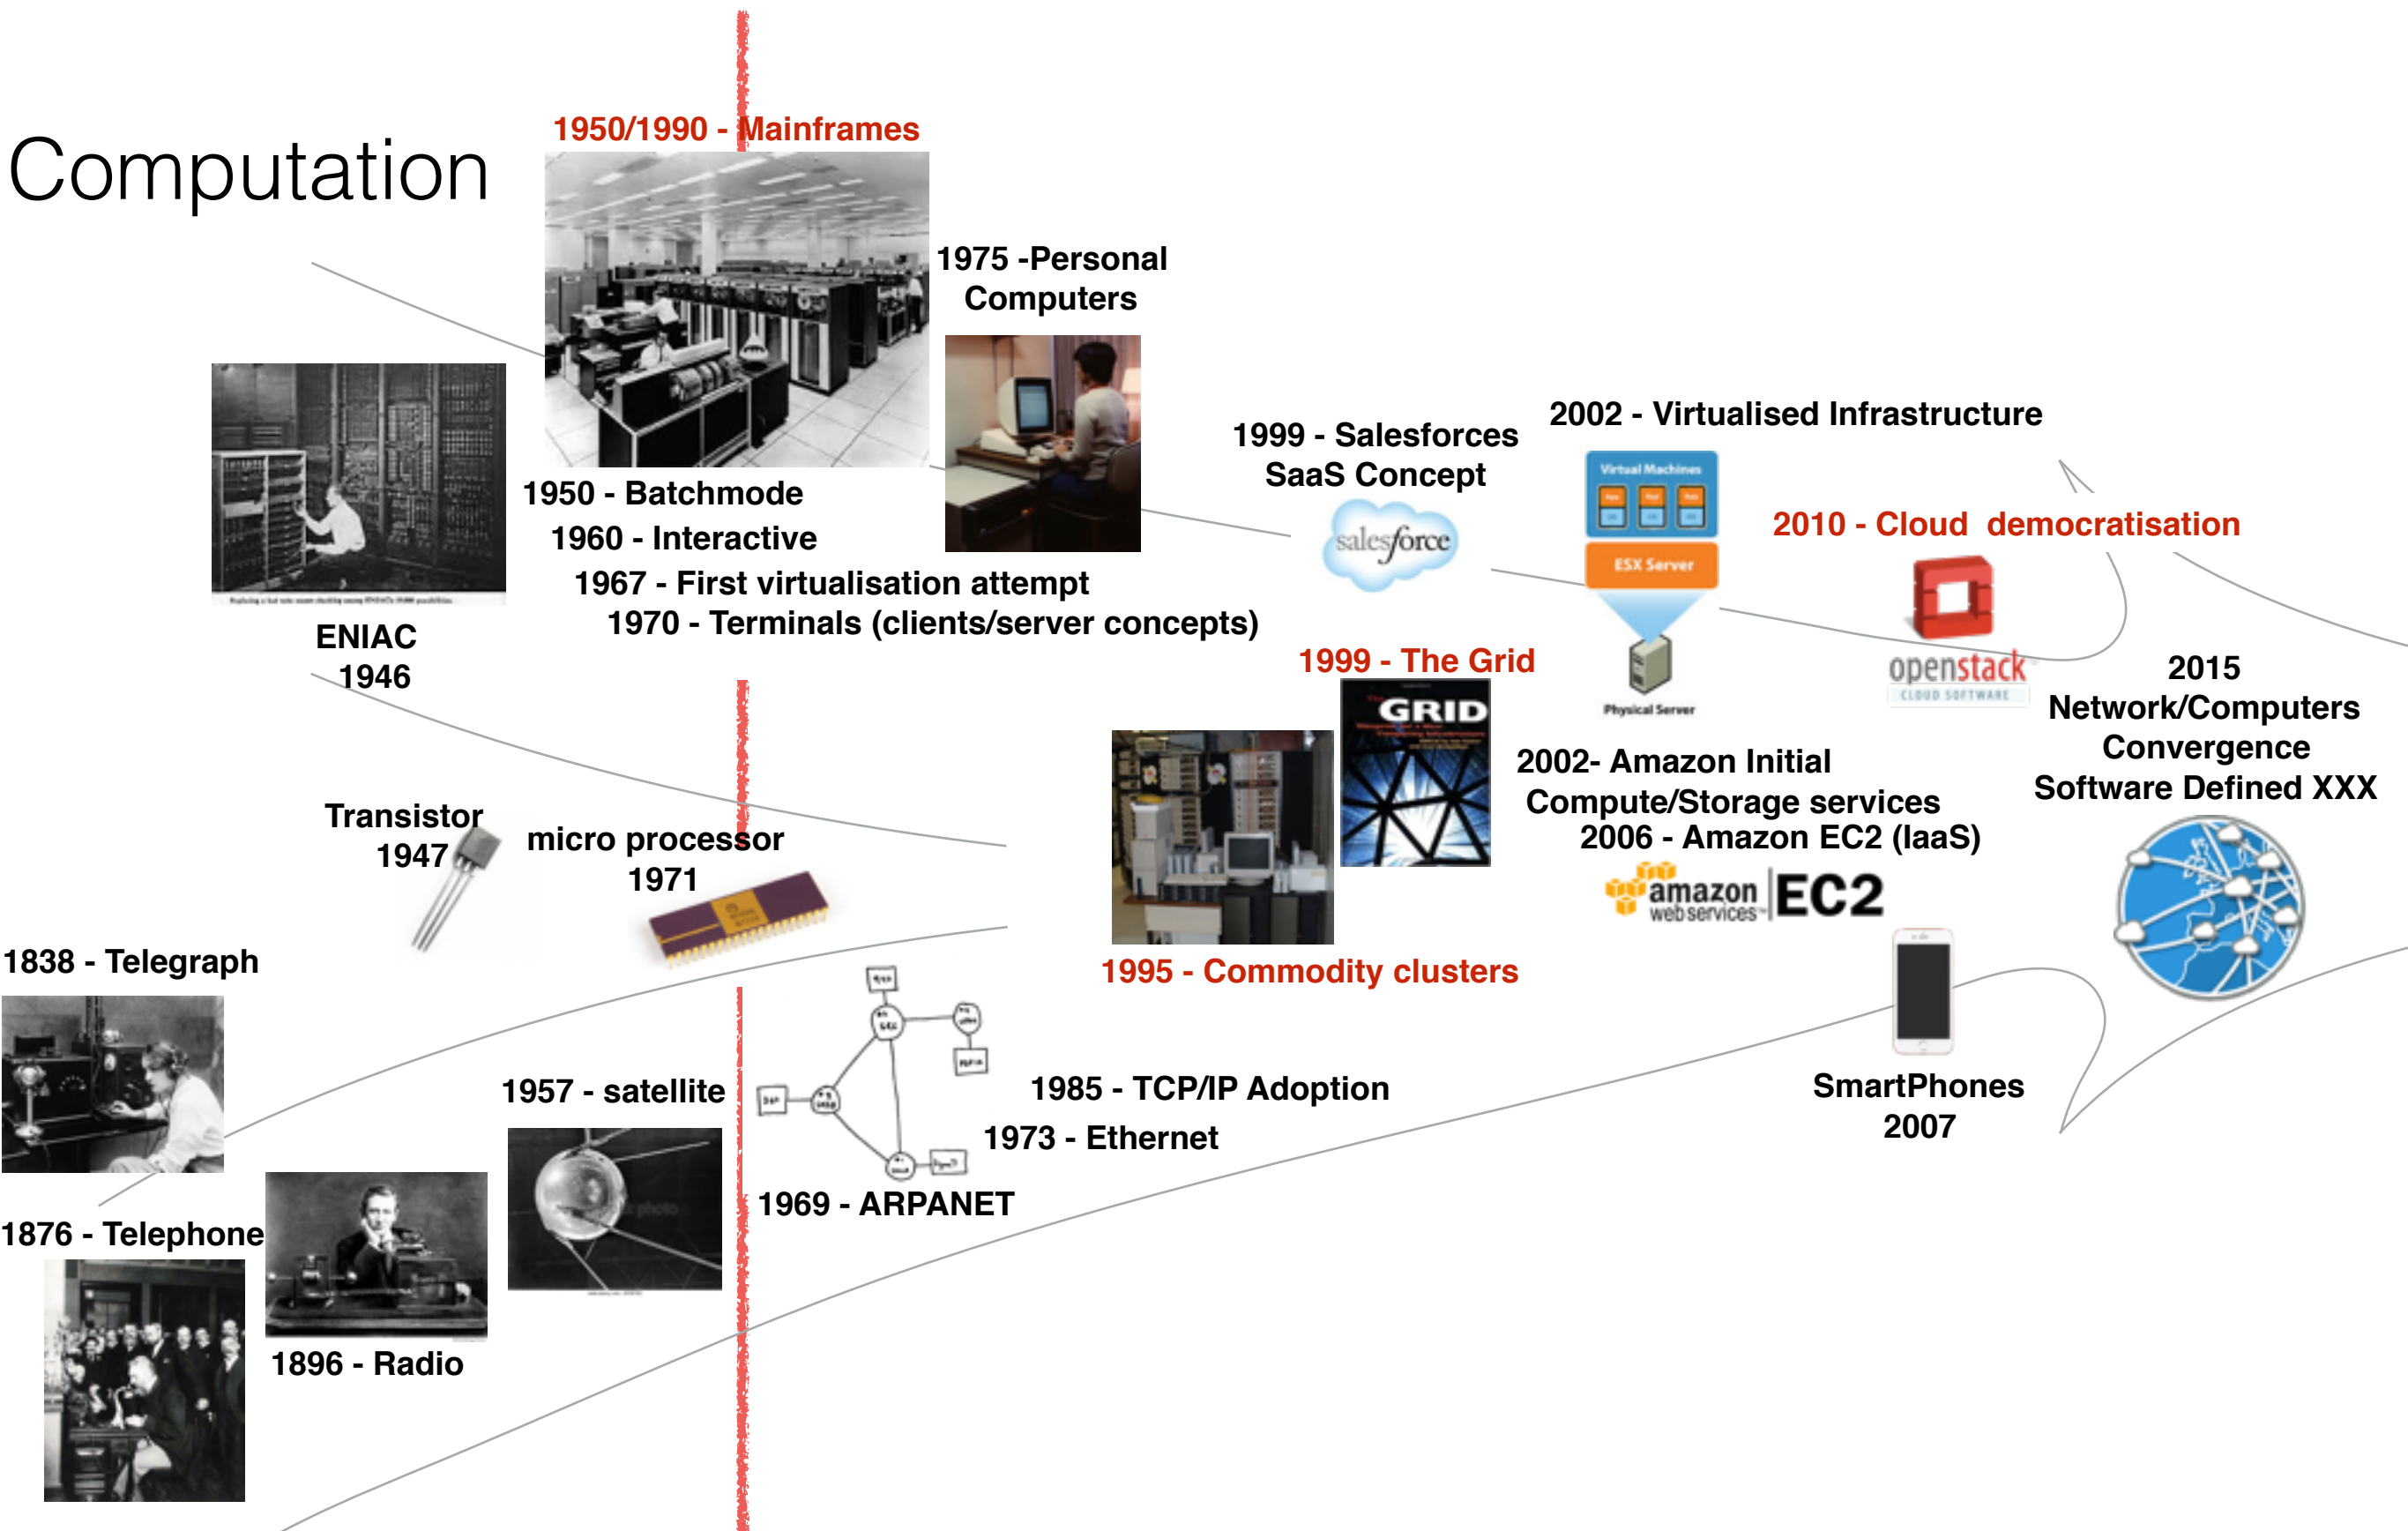 Computation
1950/1990 - Mainframes
1975 -Personal
Computers
1950 - Batchmode
1960 - Interactive
1967 - First virtualisation attempt
1970 - Terminals (clients/server concepts)
ENIAC
1946
1999 - Salesforces
SaaS Concept
salesforce
2002 - Virtualised Infrastructure
Virtual Machines
ESX Server
Physical Server
2010 - Cloud democratisation
openstack
CLOUD SOFTWARE
1999 - The Grid
The
GRID
2015
Network/Computers
Convergence
Software Defined XXX
2002- Amazon Initial
Compute/Storage services
2006 - Amazon EC2 (IaaS)
amazon
webservices™
EC2
Transistor
1947
micro processor
1971
1995 - Commodity clusters
1838 - Telegraph
1957 - satellite
1985 - TCP/IP Adoption
1973 - Ethernet
1969 - ARPANET
SmartPhones
2007
1876 - Telephone
1896 - Radio